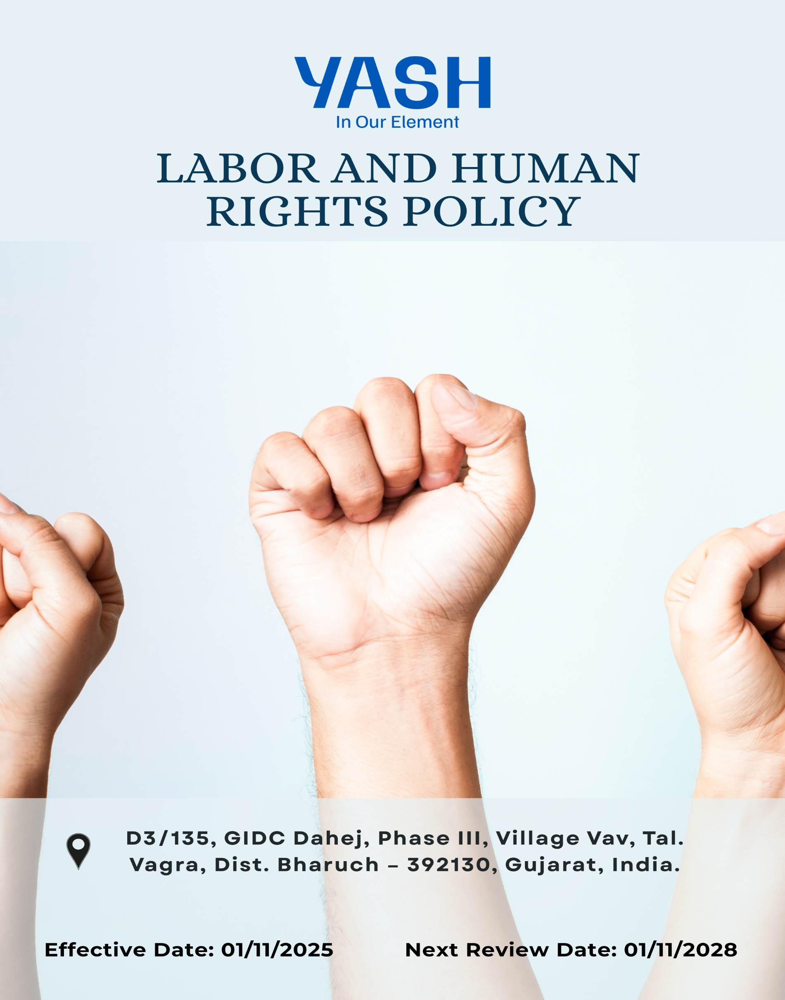 YASH
In Our Element
LABOR AND HUMAN
RIGHTS POLICY
D3/135, GIDC Dahej, Phase III, Village Vav, Tal.
Vagra, Dist. Bharuch – 392130, Gujarat, India.
Effective Date: 01/11/2025
Next Review Date: 01/11/2028